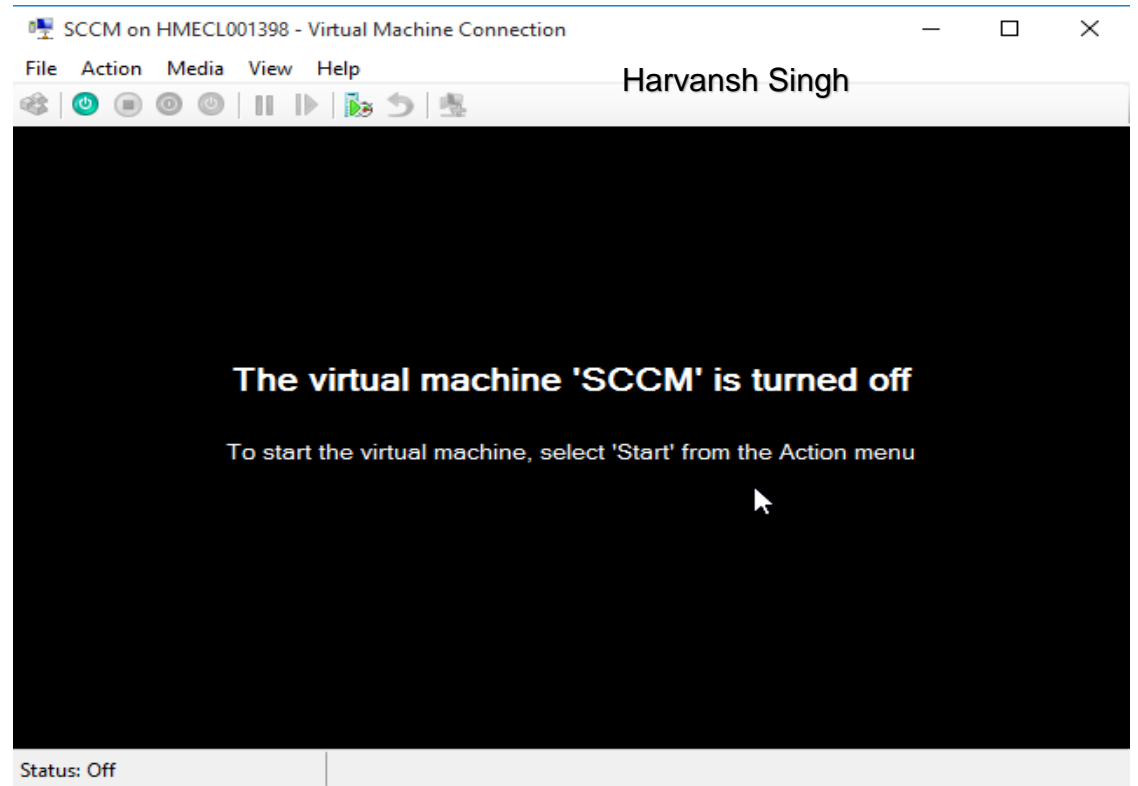 SCCM on HMECL001398 - Virtual Machine Connection
File Action Media View Help
Harvansh Singh
The virtual machine 'SCCM' is turned off
To start the virtual machine, select 'Start' from the Action menu
Status: Off